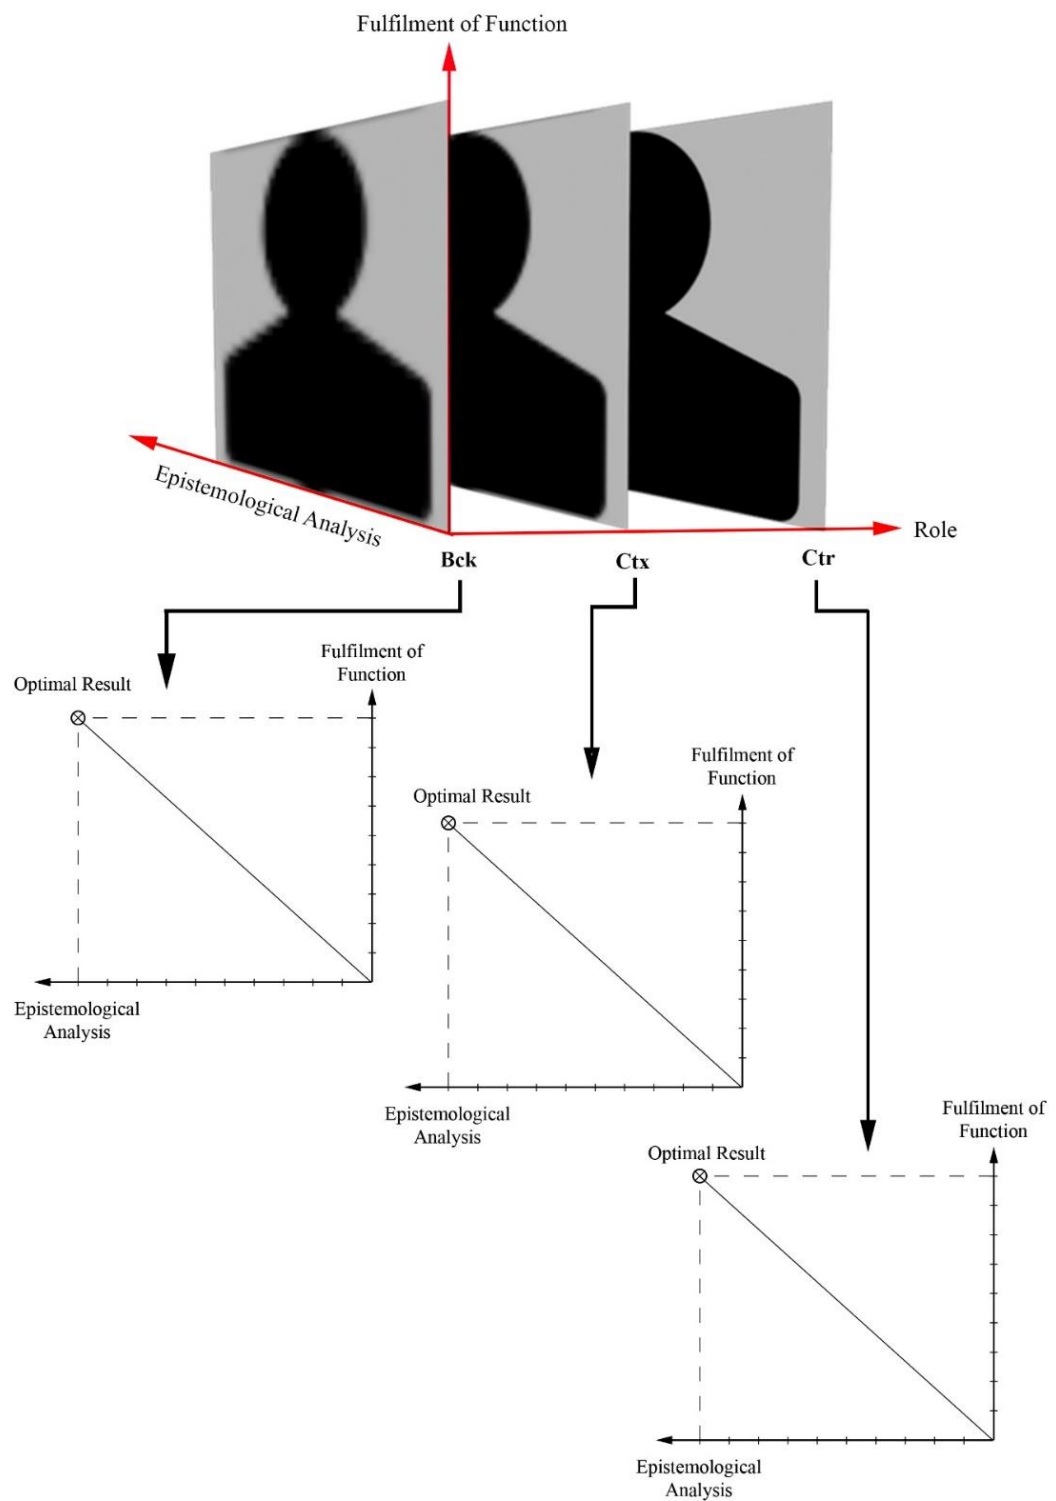 Fulfilment of Function
Epistemological Analysis
Role
Bck
Ctx
Ctr
Fulfilment of
Function
Optimal Result
Epistemological
Analysis
Fulfilment of
Function
Optimal Result
Epistemological
Analysis
Fulfilment of
Function
Optimal Result
Epistemological
Analysis